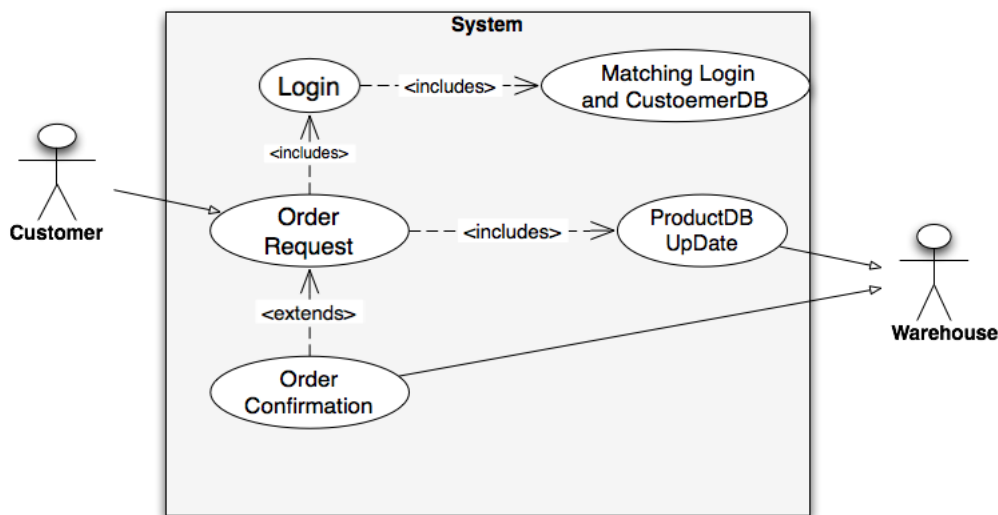 System
Login
<includes>
Matching Login
and CustoemerDB
<includes>
Customer
Order
Request
<includes>
ProductDB
UpDate
Warehouse
<extends>
Order
Confirmation